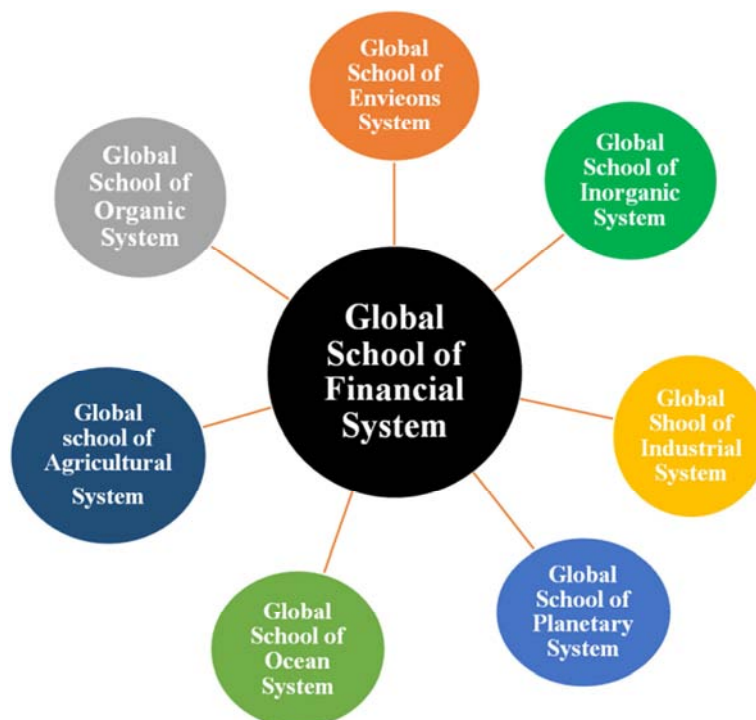 Global
School of
Envieons
System
Global
School of
Inorganic
System
Global
School of
Organic
System
Global
School of
Financial
System
Global
Shool of
Industrial
System
Global
school of
Agricultural
System
Global
School of
Planetary
System
Global
School of
Ocean
System